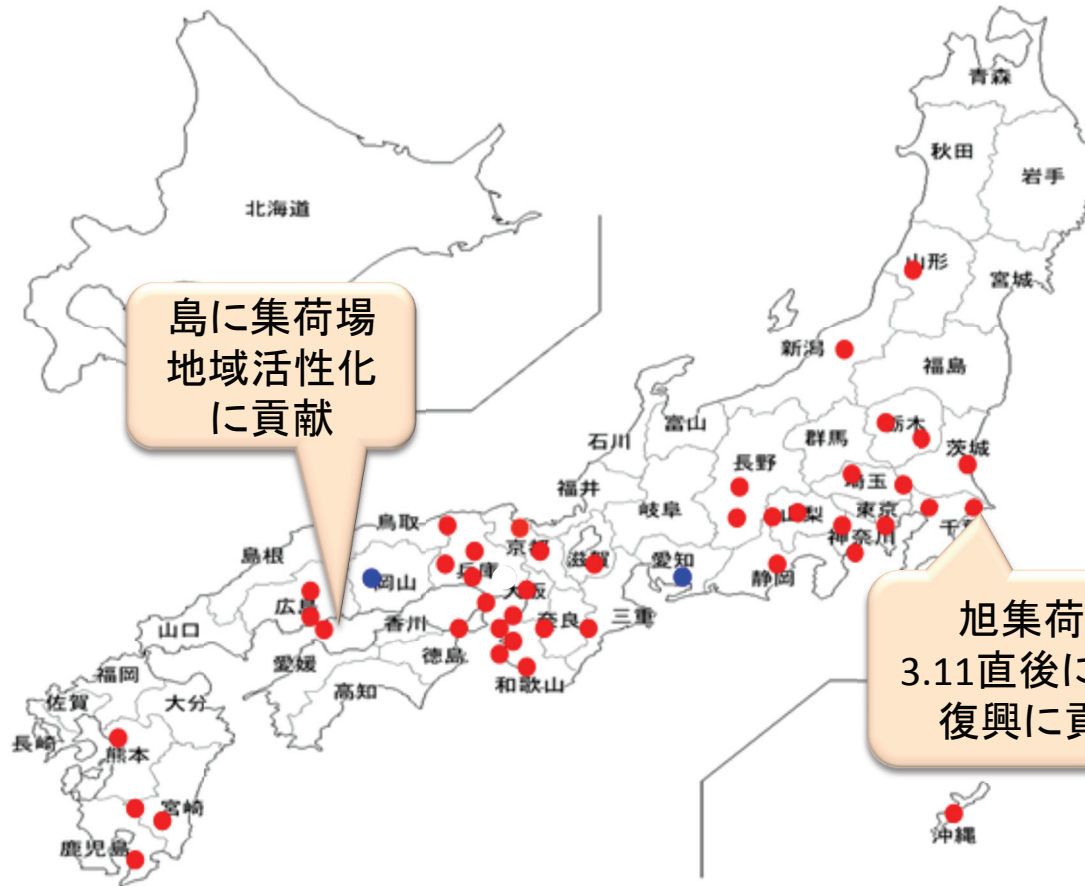 青森
秋田
岩手
北海道
山形
宮城
島に集荷場
地域活性化
に貢献
新潟
福島
富山
石川
群馬
栃木
茨城
長野
埼玉
福井
岐阜
山梨
東京
千葉
神奈川
鳥取
京都
滋賀
愛知
静岡
島根
兵庫
大阪
岡山
広島
奈良
三重
山口
香川
徳島
愛媛
和歌山
高知
福岡
佐賀
大分
長崎
熊本
宮崎
鹿児島
旭集荷
3.11直後に
復興に貢
沖縄